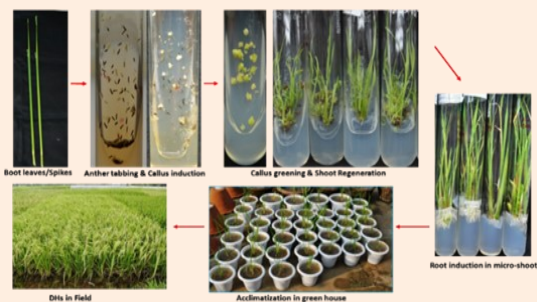 Boot leaves/Spikes
Anther tabbing & Callus induction
Callus greening & Shoot Regeneration
Root induction in micro-shoot
Acclimatization in green house
DHs in Field